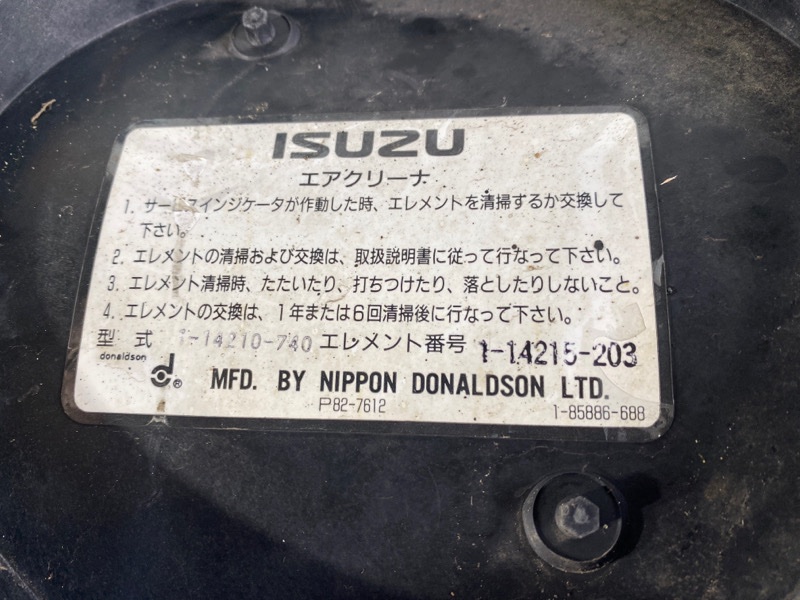 ISUZU
エアクリーナ
1. サービスインジケータが作動した時、エレメントを清掃するか交換して
下さい。
2. エレメントの清掃および交換は、取扱説明書に従って行なって下さい。
3. エレメント清掃時、たたいたり、打ちつけたり、落としたりしないこと。
4. エレメントの交換は、1年または6回清掃後に行なって下さい。
型式 1-14210-740 エレメント番号 1-14215-203
donaldson
d® MFD. BY NIPPON DONALDSON LTD.
P82-7612 1-85886-688